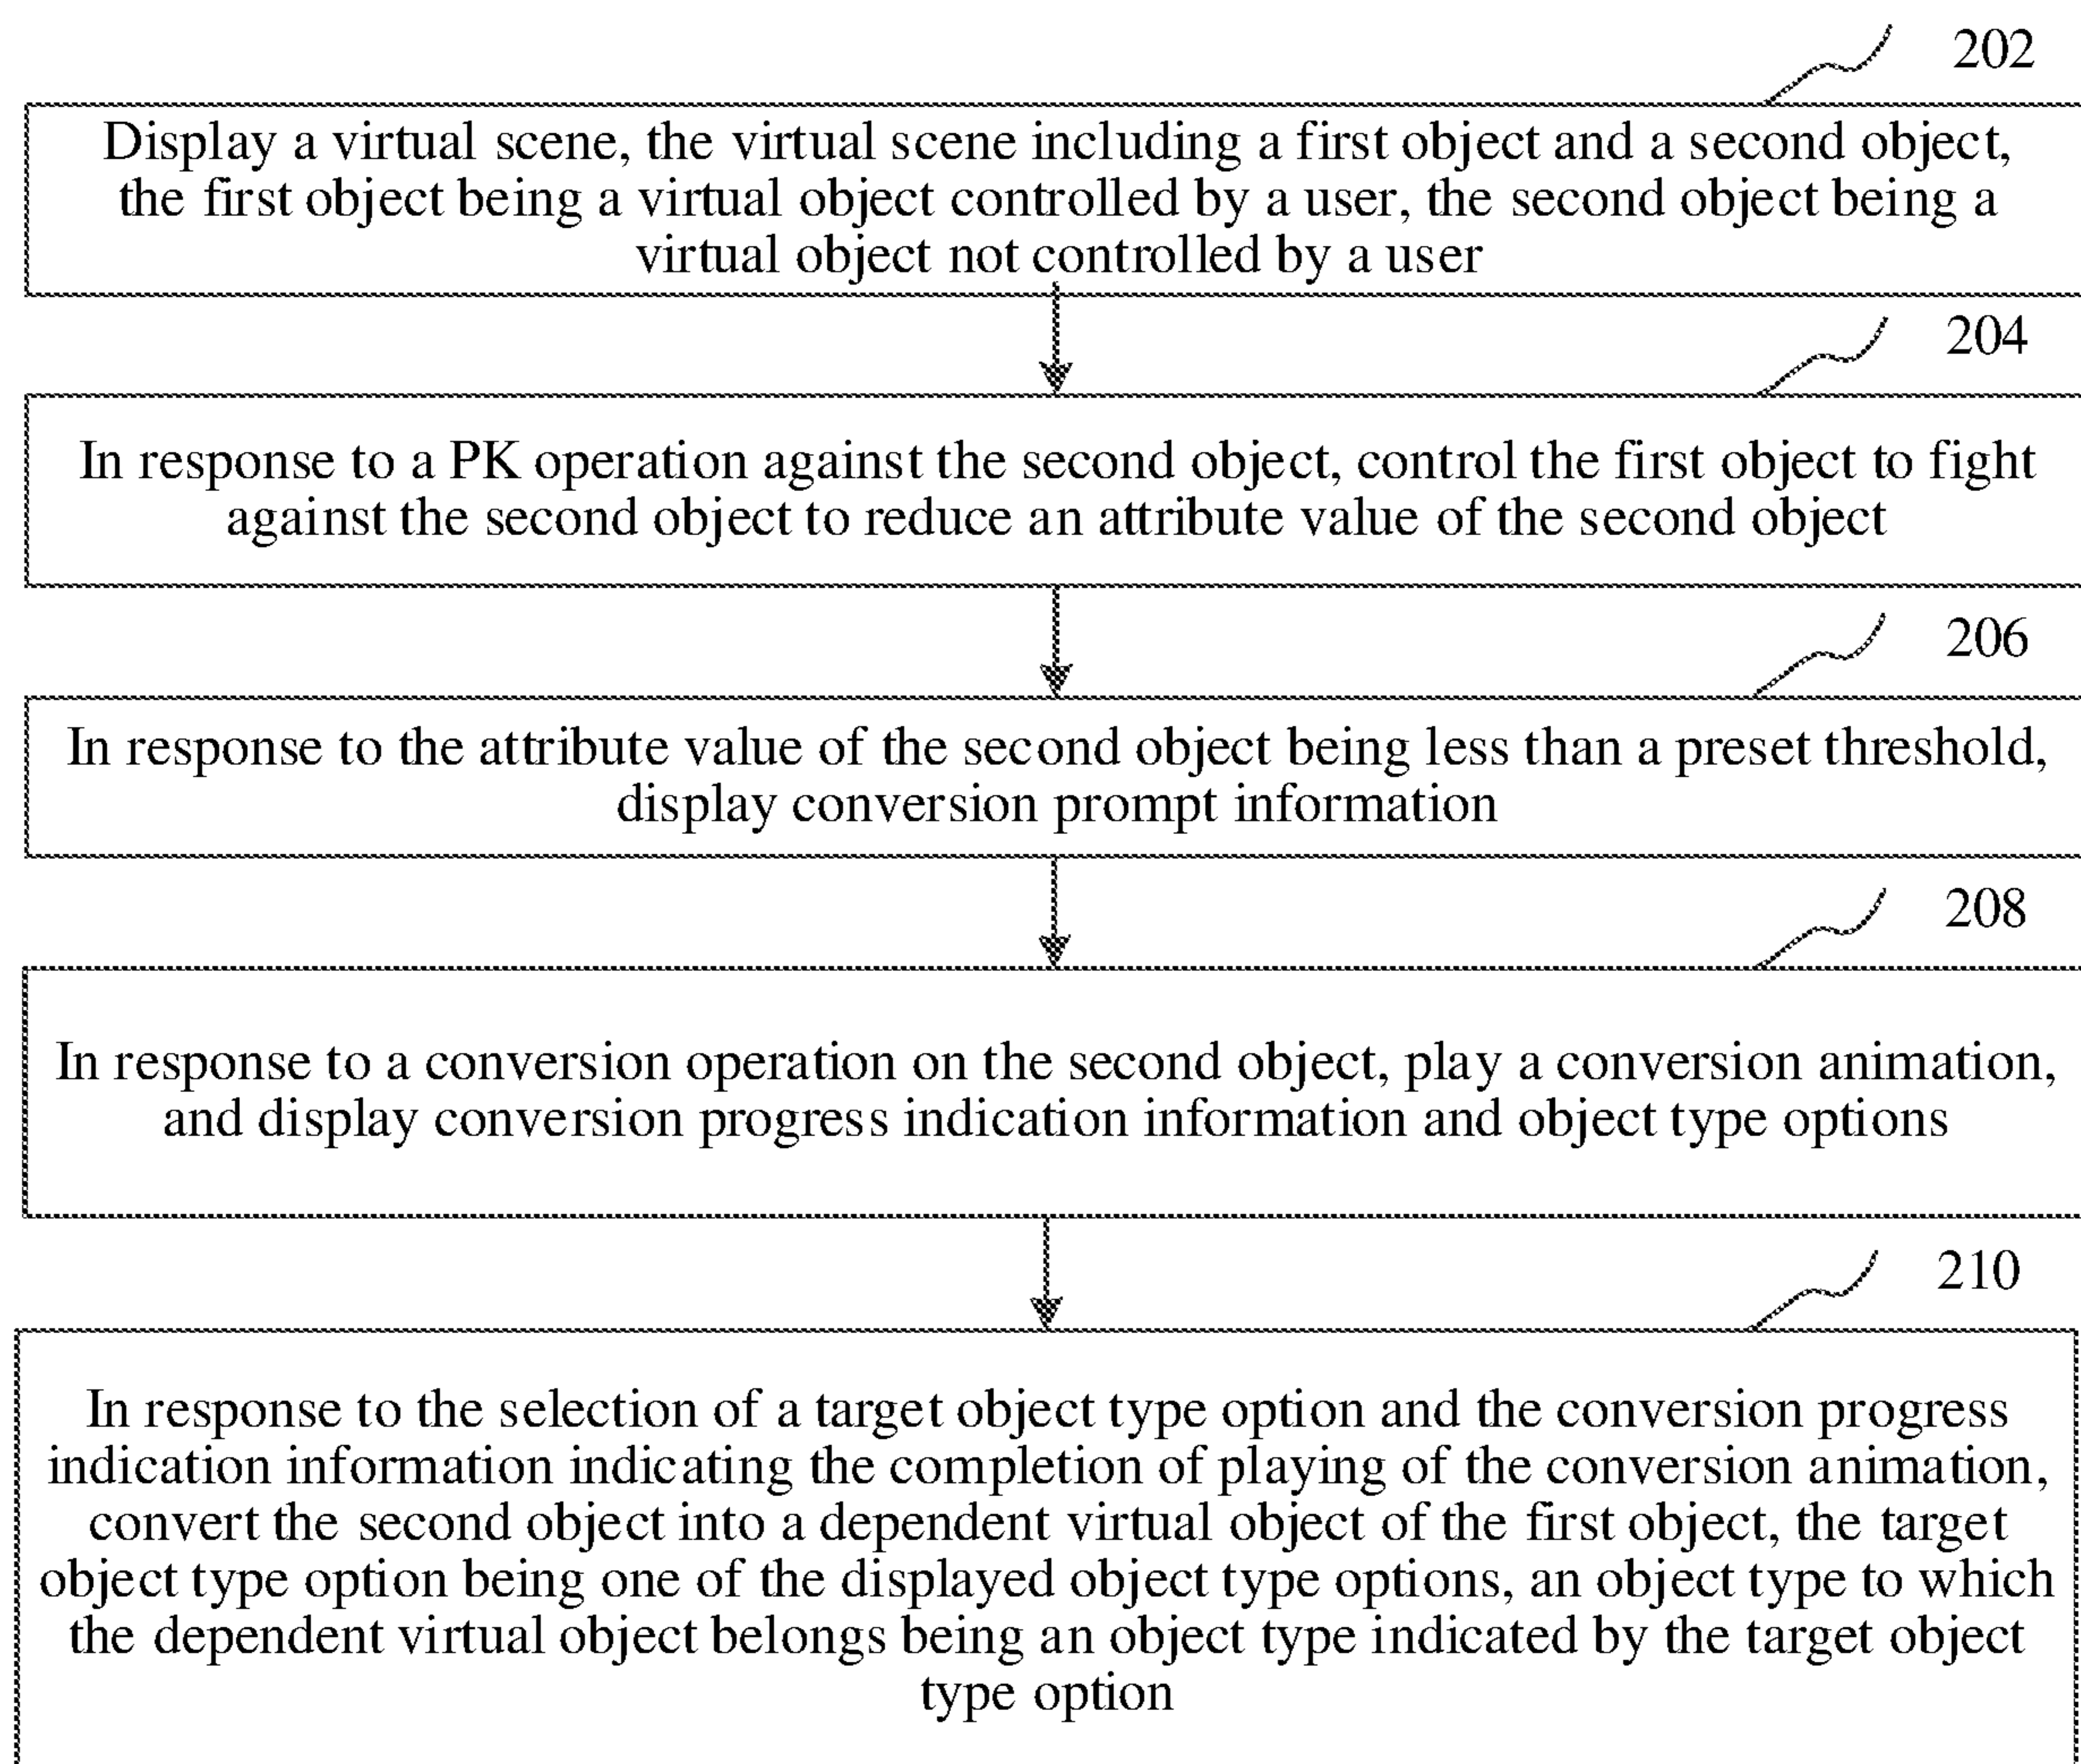 202
Display a virtual scene, the virtual scene including a first object and a second object,
the first object being a virtual object controlled by a user, the second object being a
virtual object not controlled by a user
204
In response to a PK operation against the second object, control the first object to fight
against the second object to reduce an attribute value of the second object
206
In response to the attribute value of the second object being less than a preset threshold,
display conversion prompt information
208
In response to a conversion operation on the second object, play a conversion animation,
and display conversion progress indication information and object type options
210
In response to the selection of a target object type option and the conversion progress
indication information indicating the completion of playing of the conversion animation,
convert the second object into a dependent virtual object of the first object, the target
object type option being one of the displayed object type options, an object type to which
the dependent virtual object belongs being an object type indicated by the target object
type option